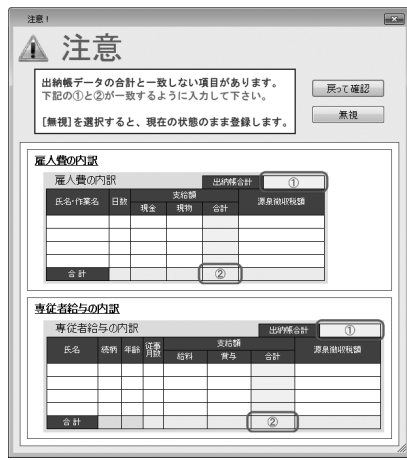 注意!
注意
出納帳データの合計と一致しない項目があります。
下記の①と②が一致するように入力して下さい。
[無視]を選択すると、現在の状態のまま登録します。
戻って確認
無視
雇人費の内訳
雇人費の内訳 出納帳合計 ①
氏名・作業名 日数 支給額 源泉徴収税額
現金 現物 合計
合計 ②
専従者給与の内訳
専従者給与の内訳 出納帳合計 ①
氏名 続柄 年齢 従事月数 支給額 源泉徴収税額
給料 賞与 合計
合計 ②